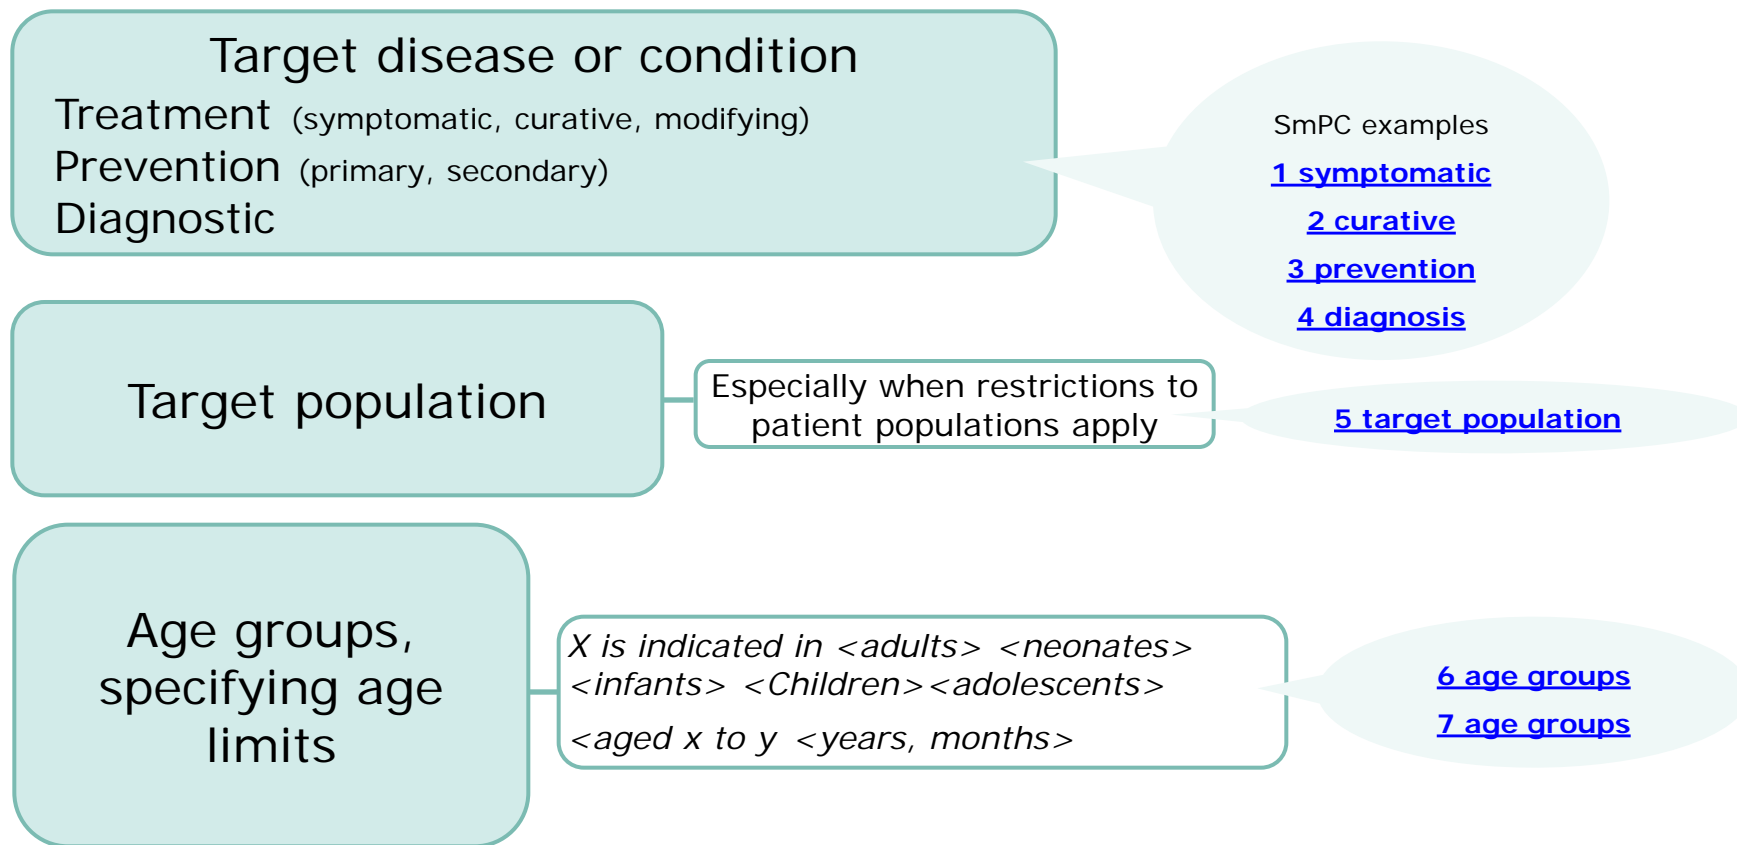 Target disease or condition
Treatment (symptomatic, curative, modifying)
Prevention (primary, secondary)
Diagnostic
SmPC examples
1 symptomatic
2 curative
3 prevention
4 diagnosis
Target population
Especially when restrictions to
patient populations apply
5 target population
Age groups,
specifying age
limits
X is indicated in <adults> <neonates>
<infants> <Children><adolescents>
<aged x to y <years, months>
6 age groups
7 age groups